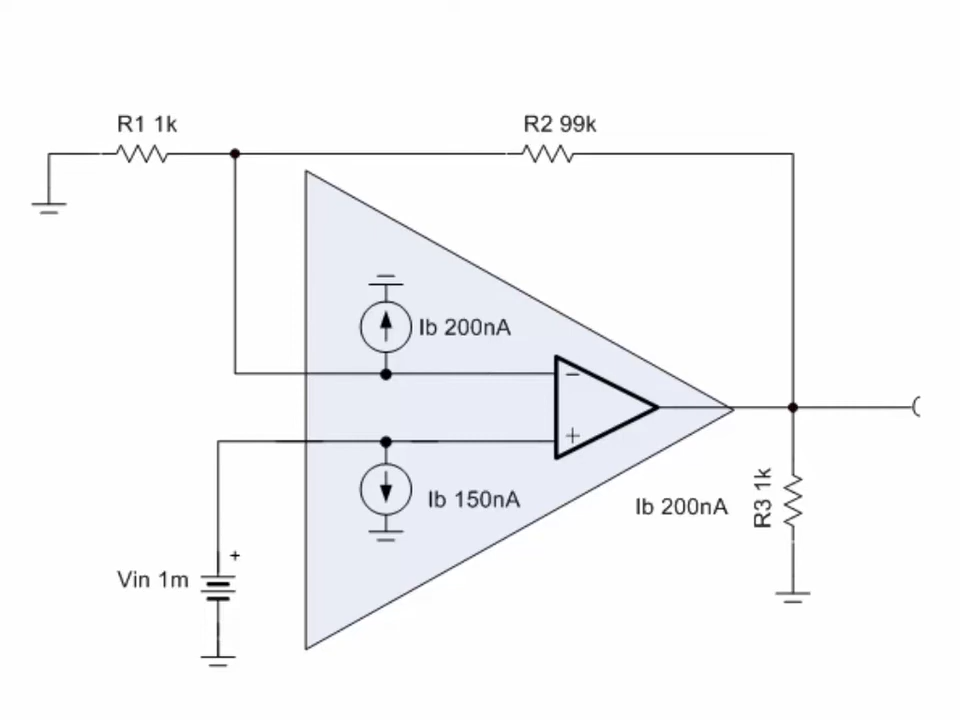 R1 1k
R2 99k
Ib 200nA
−
+
Ib 150nA
Ib 200nA
R3 1k
+
Vin 1m